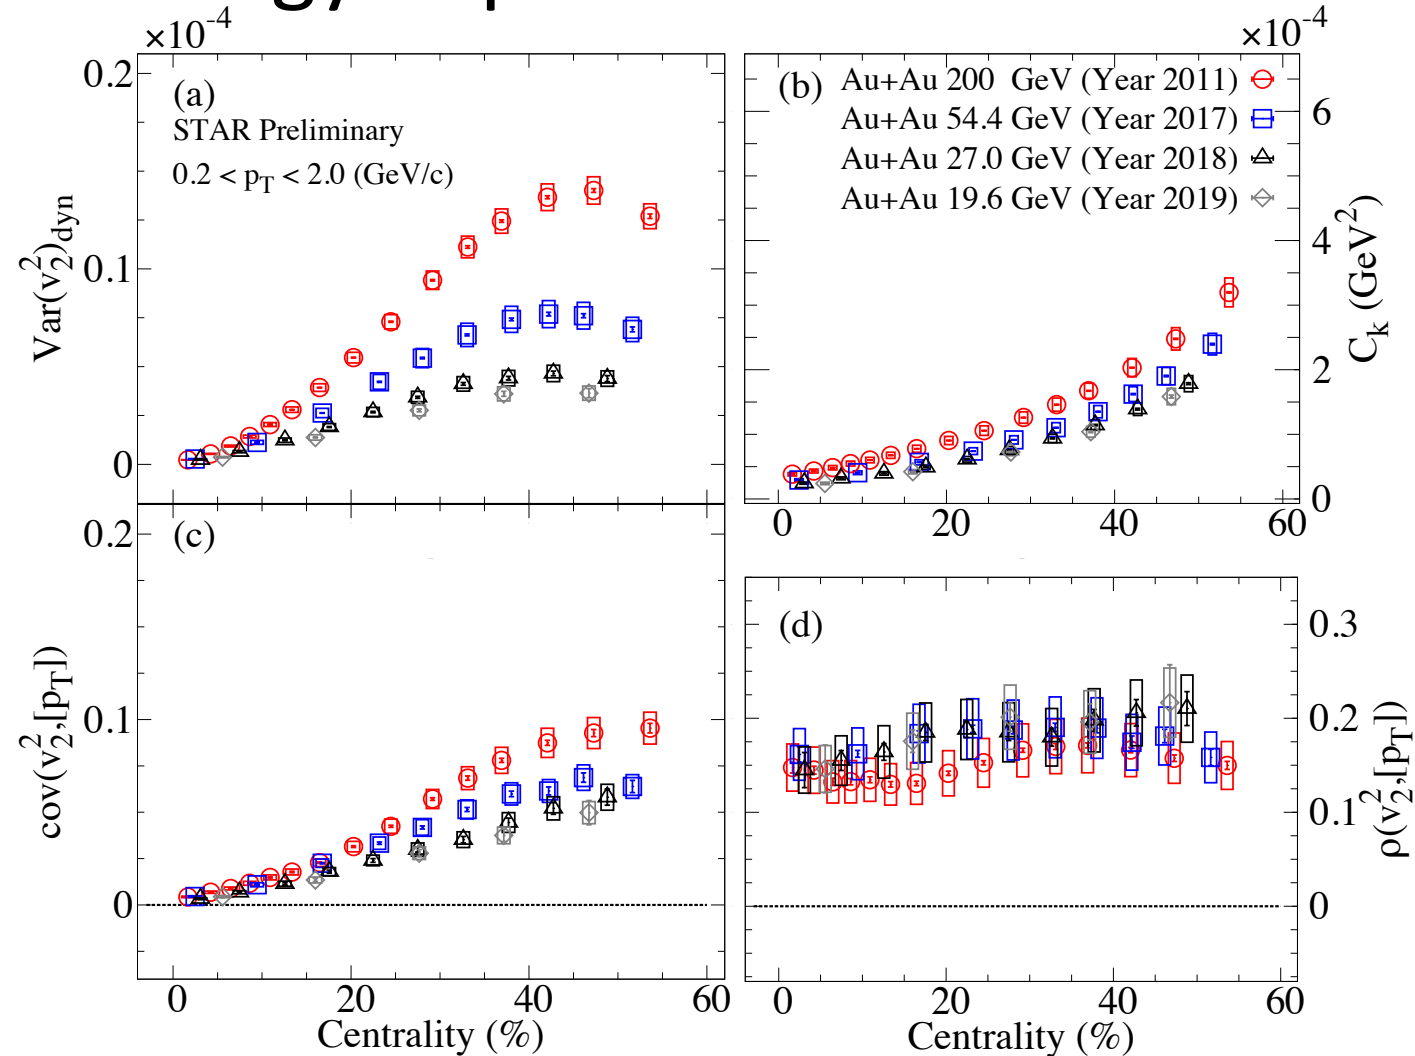 ×10⁻⁴
0.2
0.1
0
Var(v₂²)dyn
(a)
STAR Preliminary
0.2 < pT < 2.0 (GeV/c)
×10⁻⁴
(b)
Au+Au 200 GeV (Year 2011)
Au+Au 54.4 GeV (Year 2017)
Au+Au 27.0 GeV (Year 2018)
Au+Au 19.6 GeV (Year 2019)
6
4
2
0
Ck (GeV²)
0 20 40 60
(c)
0.2
0.1
0
cov(v₂²,[pT])
0 20 40 60
Centrality (%)
(d)
0.3
0.2
0.1
0
ρ(v₂²,[pT])
0 20 40 60
Centrality (%)